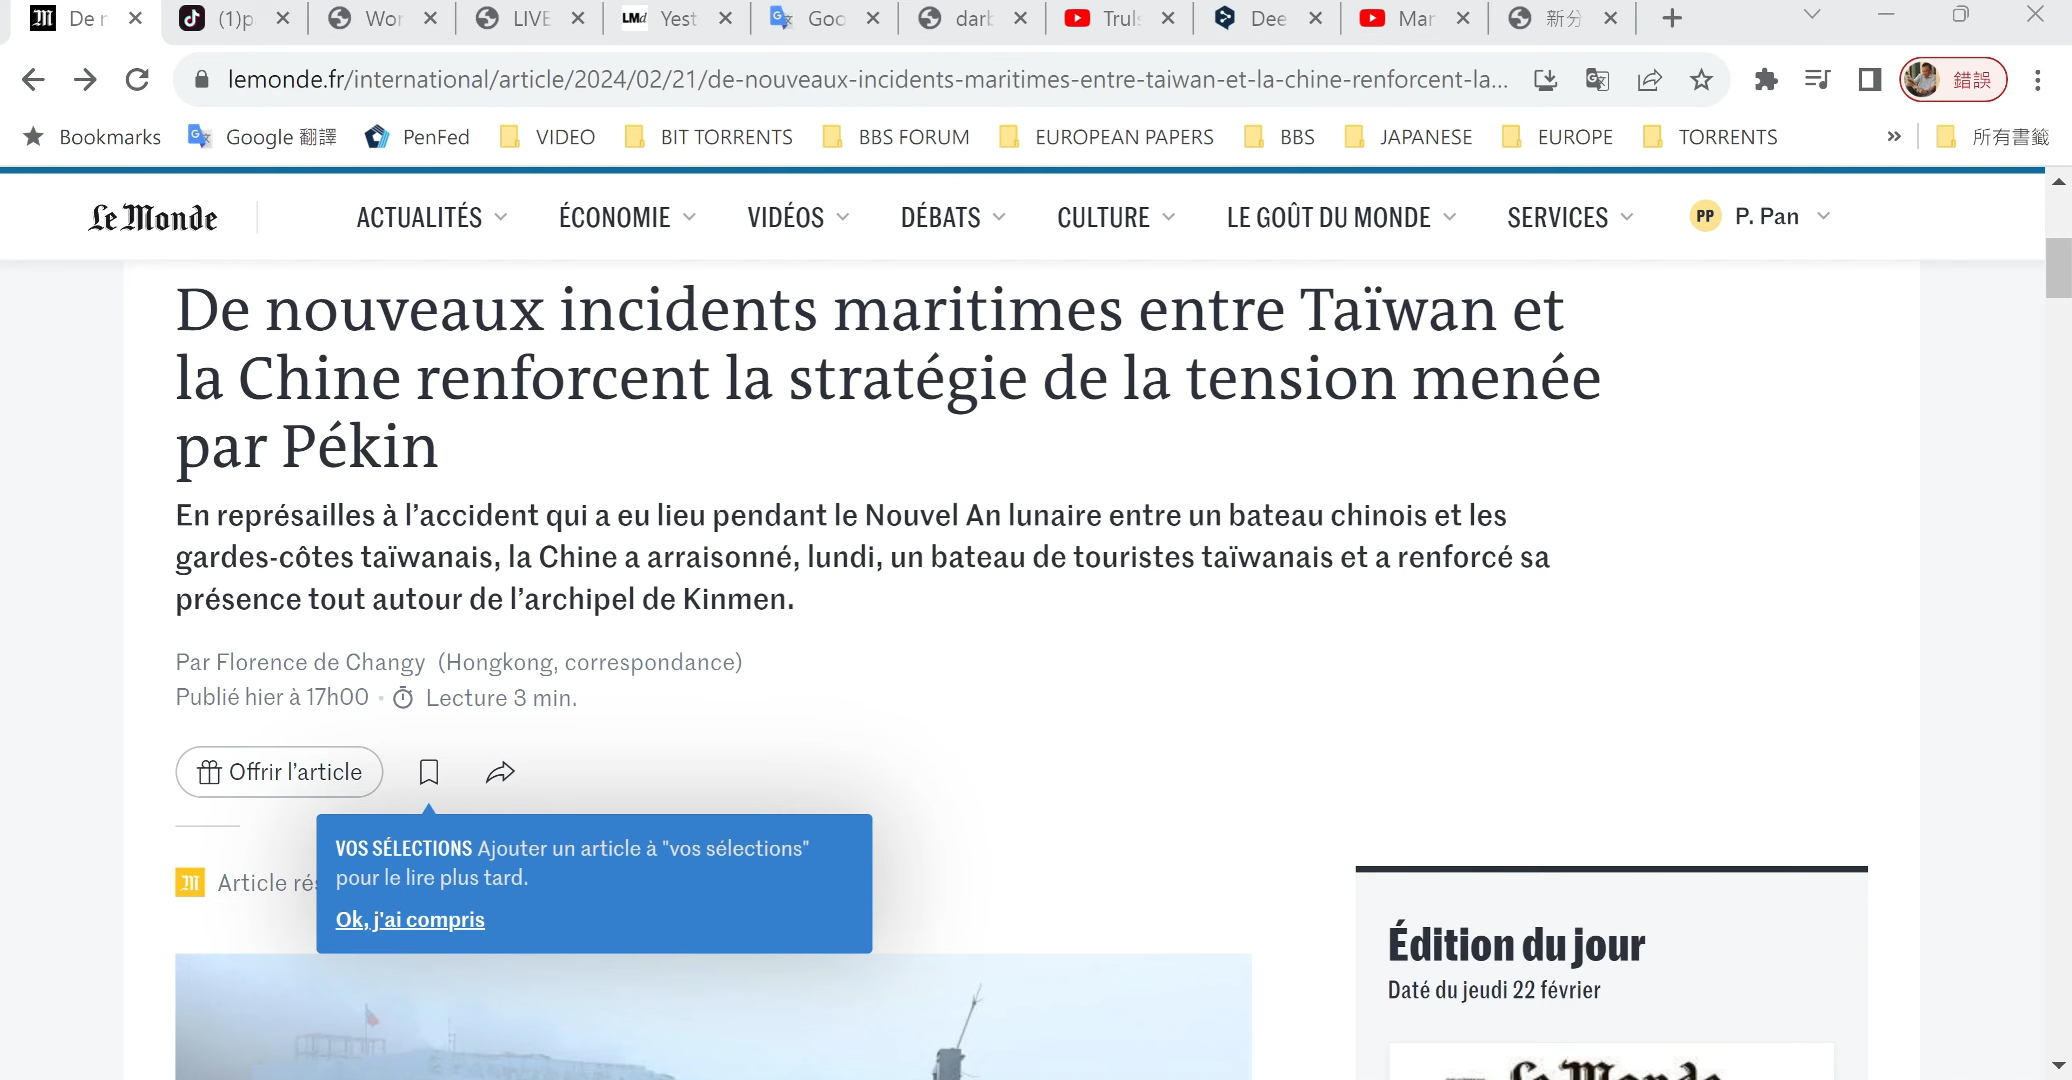 De
(1)p
Wor
LIVE
LMd Yest
Goo
dark
Truls
Dee
Mar
新分
lemonde.fr/international/article/2024/02/21/de-nouveaux-incidents-maritimes-entre-taiwan-et-la-chine-renforcent-la...
錯誤
Bookmarks
Google 翻譯
PenFed
VIDEO
BIT TORRENTS
BBS FORUM
EUROPEAN PAPERS
BBS
JAPANESE
EUROPE
TORRENTS
»
所有書籤
Le Monde
ACTUALITÉS
ÉCONOMIE
VIDÉOS
DÉBATS
CULTURE
LE GOÛT DU MONDE
SERVICES
PP P. Pan
De nouveaux incidents maritimes entre Taïwan et
la Chine renforcent la stratégie de la tension menée
par Pékin
En représailles à l’accident qui a eu lieu pendant le Nouvel An lunaire entre un bateau chinois et les
gardes-côtes taïwanais, la Chine a arraisonné, lundi, un bateau de touristes taïwanais et a renforcé sa
présence tout autour de l’archipel de Kinmen.
Par Florence de Changy (Hongkong, correspondance)
Publié hier à 17h00 • Lecture 3 min.
Offrir l’article
VOS SÉLECTIONS Ajouter un article à "vos sélections"
pour le lire plus tard.
Ok, j'ai compris
M Article rés
Édition du jour
Daté du jeudi 22 février
Le Monde